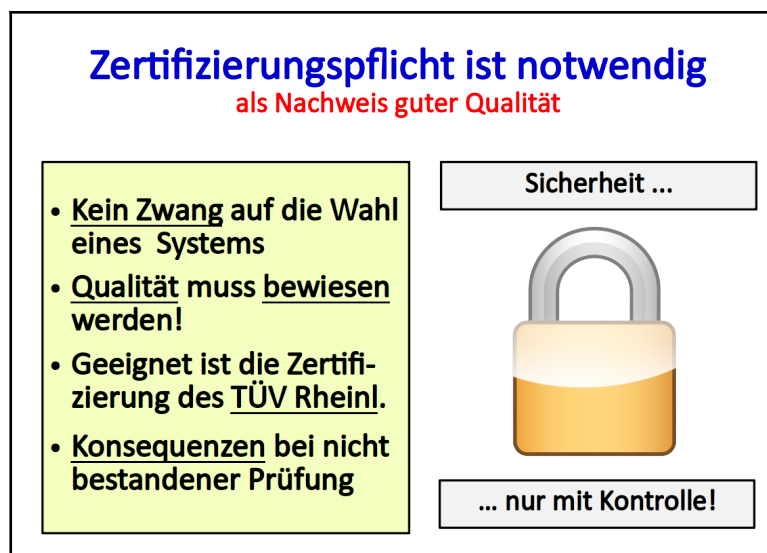 Zertifizierungspflicht ist notwendig
als Nachweis guter Qualität
• Kein Zwang auf die Wahl
eines Systems
• Qualität muss bewiesen
werden!
• Geeignet ist die Zertifi-
zierung des TÜV Rheinl.
• Konsequenzen bei nicht
bestandener Prüfung
Sicherheit ...
... nur mit Kontrolle!